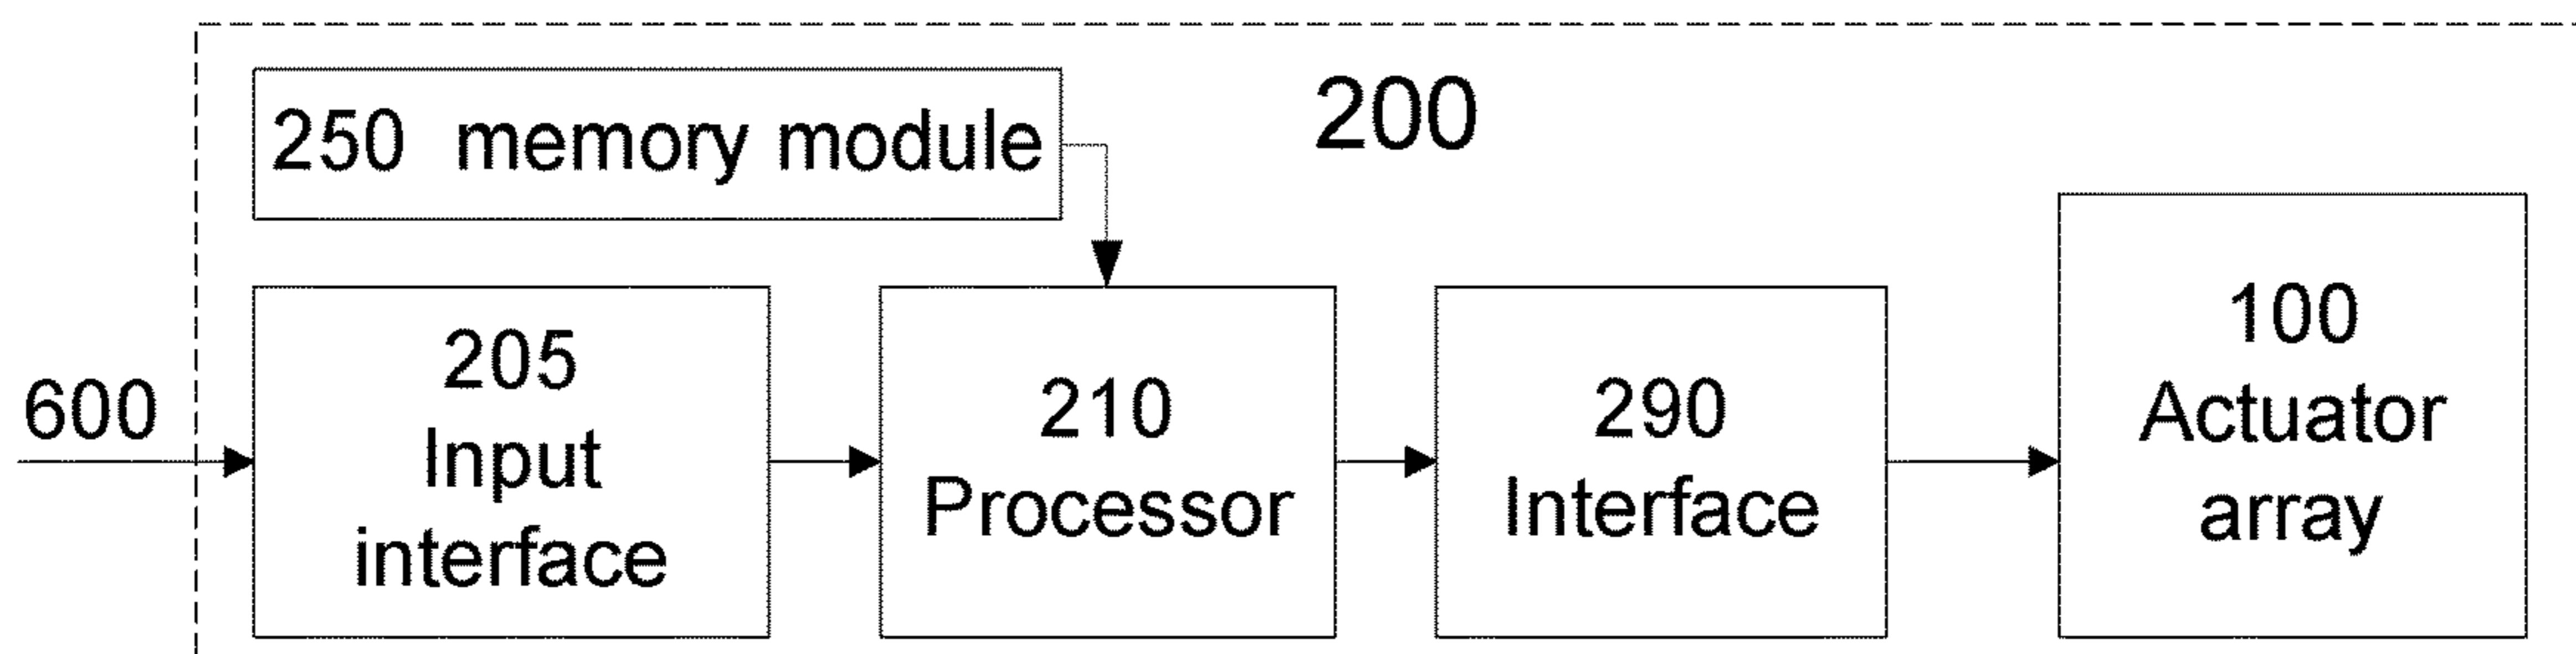 250 memory module
200
600
205
Input
interface
210
Processor
290
Interface
100
Actuator
array